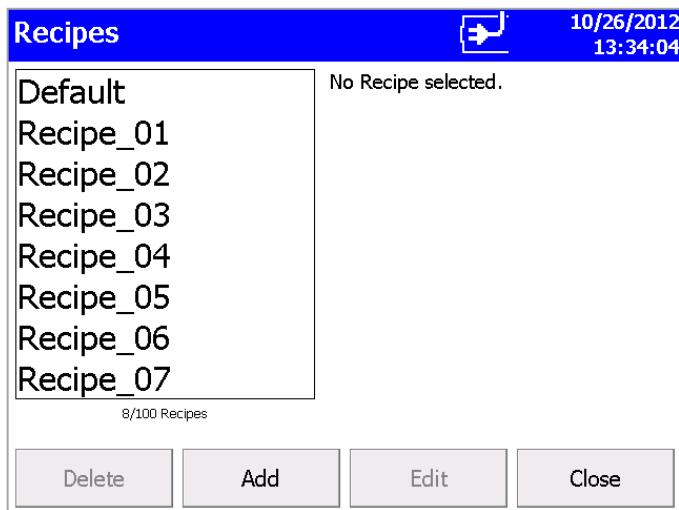 Recipes
10/26/2012
13:34:04
Default
Recipe_01
Recipe_02
Recipe_03
Recipe_04
Recipe_05
Recipe_06
Recipe_07
8/100 Recipes
No Recipe selected.
Delete Add Edit Close